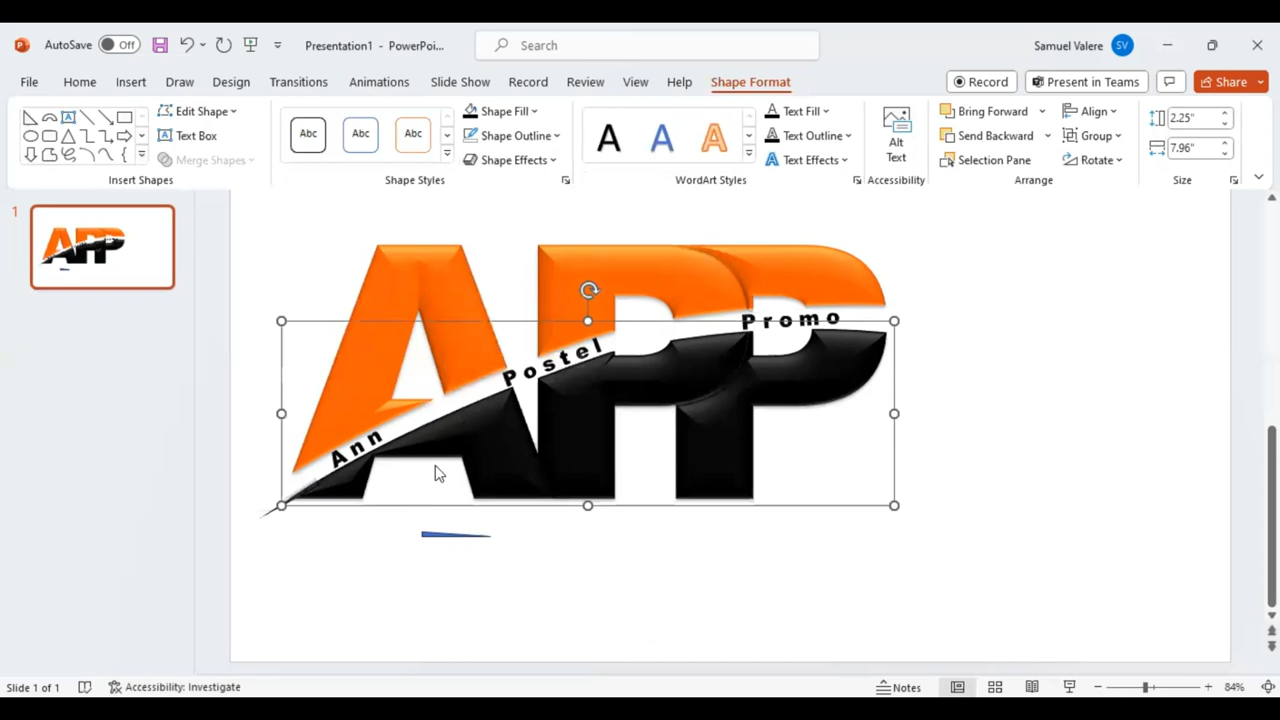 AutoSave Off Presentation1 - PowerPoi... Search Samuel Valere SV
File Home Insert Draw Design Transitions Animations Slide Show Record Review View Help Shape Format Record Present in Teams Share
Edit Shape Text Box Merge Shapes
Insert Shapes
Abc Abc Abc
Shape Fill Shape Outline Shape Effects
Shape Styles
A A A
Text Fill Text Outline Text Effects
WordArt Styles
Alt Text
Accessibility
Bring Forward Send Backward Selection Pane Align Group Rotate
Arrange
2.25"
7.96"
Size
1
APP
APP
Ann Postel Promo
Slide 1 of 1 Accessibility: Investigate Notes 84%